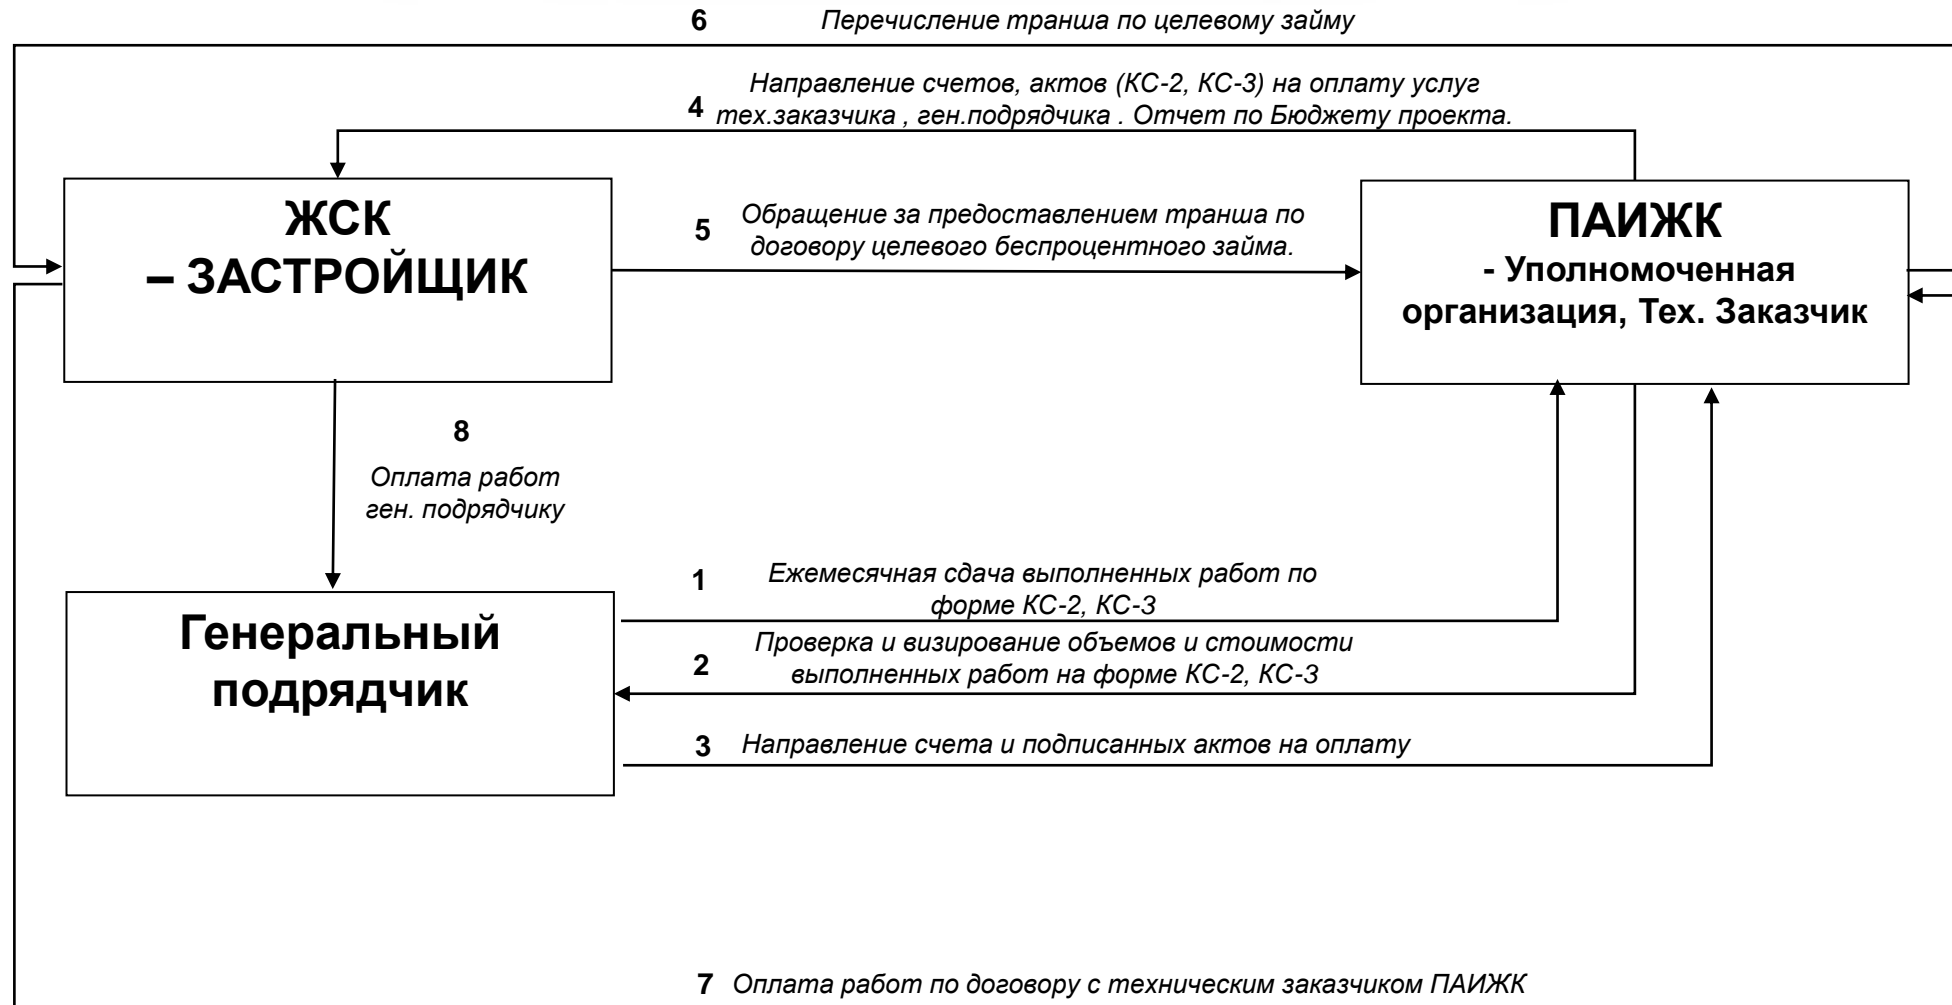 6 Перечисление транша по целевому займу
Направление счетов, актов (КС-2, КС-3) на оплату услуг
4 тех.заказчика , ген.подрядчика . Отчет по Бюджету проекта.
ЖСК
– ЗАСТРОЙЩИК
5 Обращение за предоставлением транша по
договору целевого беспроцентного займа.
ПАИЖК
- Уполномоченная
организация, Тех. Заказчик
8
Оплата работ
ген. подрядчику
1 Ежемесячная сдача выполненных работ по
форме КС-2, КС-3
Генеральный
подрядчик
2 Проверка и визирование объемов и стоимости
выполненных работ на форме КС-2, КС-3
3 Направление счета и подписанных актов на оплату
7 Оплата работ по договору с техническим заказчиком ПАИЖК